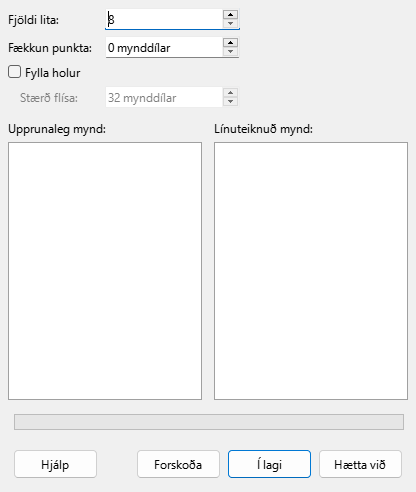 Fjöldi lita: 8
Fækkun punkta: 0 mynddílar
Fylla holur
Stærð flísa: 32 mynddílar
Upprunaleg mynd: Línuteiknuð mynd:
Hjálp Forskoða Í lagi Hætta við